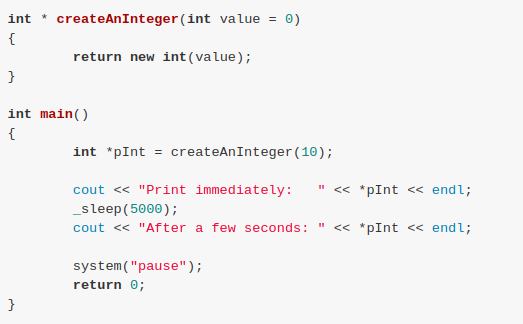 int * createAnInteger(int value = 0)
{
        return new int(value);
}

int main()
{
        int *pInt = createAnInteger(10);

        cout << "Print immediately:   " << *pInt << endl;
        _sleep(5000);
        cout << "After a few seconds: " << *pInt << endl;

        system("pause");
        return 0;
}